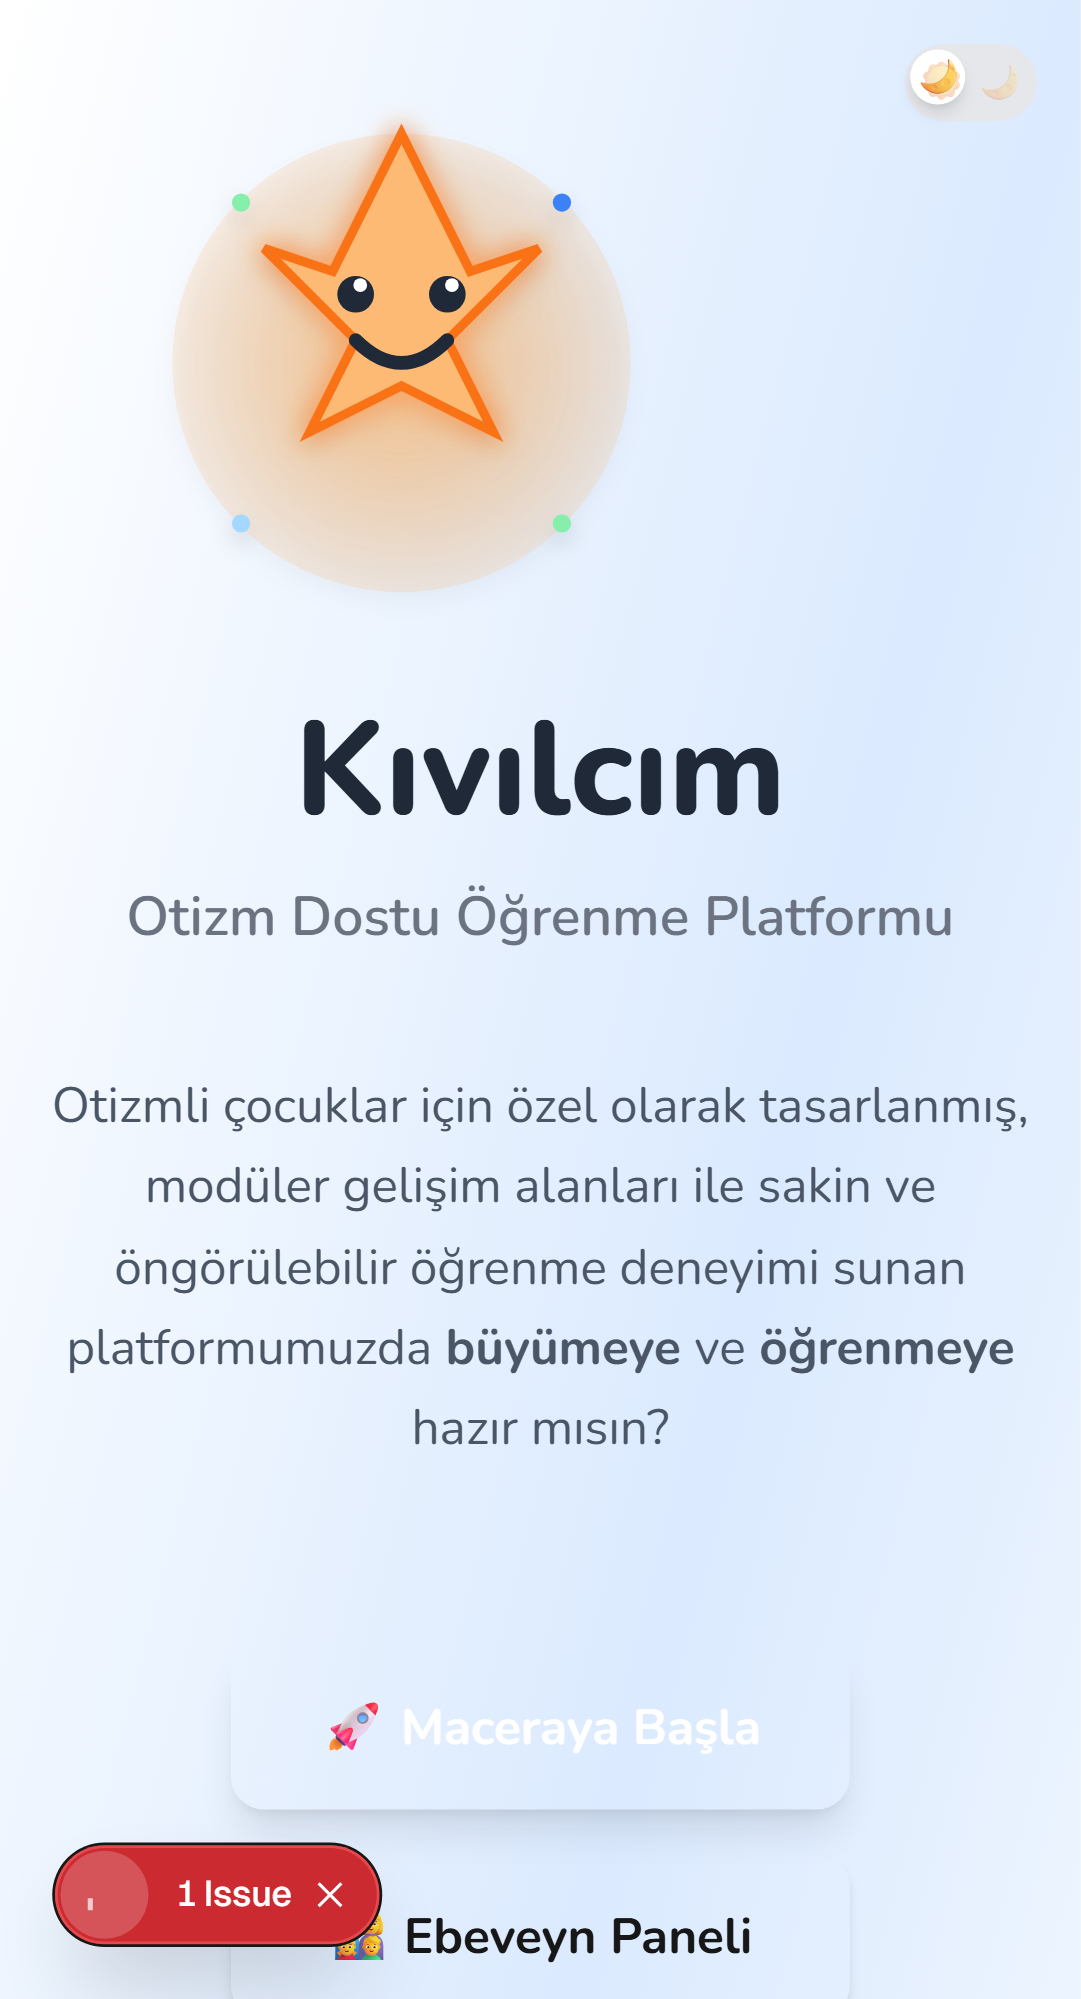 Kıvılcım
Otizm Dostu Öğrenme Platformu
Otizmli çocuklar için özel olarak tasarlanmış,
modüler gelişim alanları ile sakin ve
öngörülebilir öğrenme deneyimi sunan
platformumuzda büyümeye ve öğrenmeye
hazır mısın?
🚀 Maceraya Başla
1 Issue
Ebeveyn Paneli